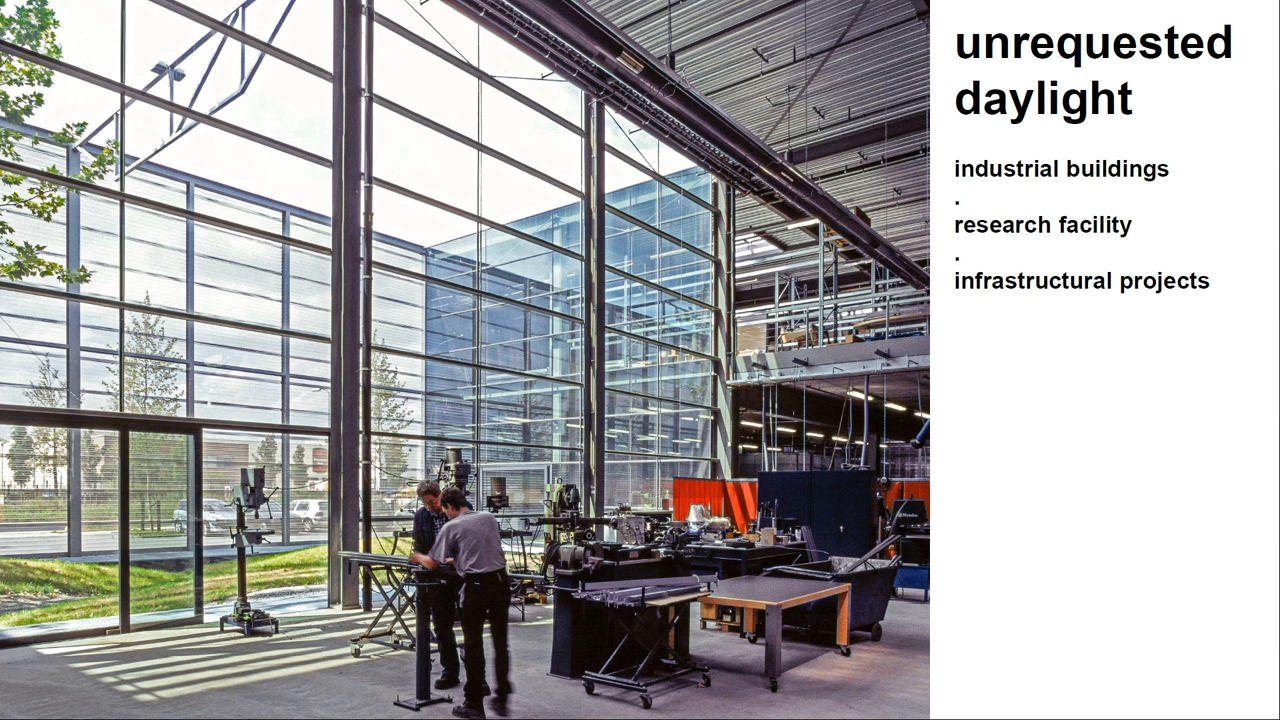 unrequested
daylight
industrial buildings
.
research facility
.
infrastructural projects